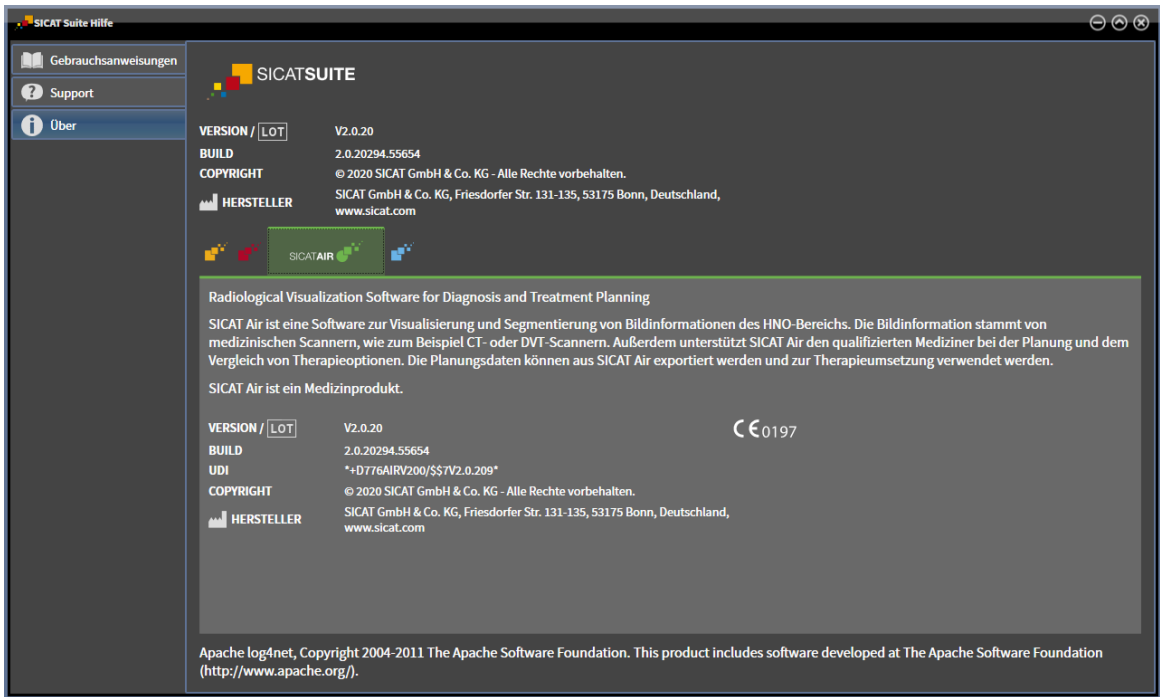 SICAT Suite Hilfe
Gebrauchsanweisungen
Support
Über
SICATSUITE
VERSION / LOT V2.0.20
BUILD 2.0.20294.55654
COPYRIGHT © 2020 SICAT GmbH & Co. KG - Alle Rechte vorbehalten.
HERSTELLER SICAT GmbH & Co. KG, Friesdorfer Str. 131-135, 53175 Bonn, Deutschland,
www.sicat.com
SICATAIR
Radiological Visualization Software for Diagnosis and Treatment Planning
SICAT Air ist eine Software zur Visualisierung und Segmentierung von Bildinformationen des HNO-Bereichs. Die Bildinformation stammt von
medizinischen Scannern, wie zum Beispiel CT- oder DVT-Scannern. Außerdem unterstützt SICAT Air den qualifizierten Mediziner bei der Planung und dem
Vergleich von Therapieoptionen. Die Planungsdaten können aus SICAT Air exportiert werden und zur Therapieumsetzung verwendet werden.
SICAT Air ist ein Medizinprodukt.
VERSION / LOT V2.0.20 CE0197
BUILD 2.0.20294.55654
UDI *+D776AIRV200/$$7V2.0.209*
COPYRIGHT © 2020 SICAT GmbH & Co. KG - Alle Rechte vorbehalten.
HERSTELLER SICAT GmbH & Co. KG, Friesdorfer Str. 131-135, 53175 Bonn, Deutschland,
www.sicat.com
Apache log4net, Copyright 2004-2011 The Apache Software Foundation. This product includes software developed at The Apache Software Foundation
(http://www.apache.org/).